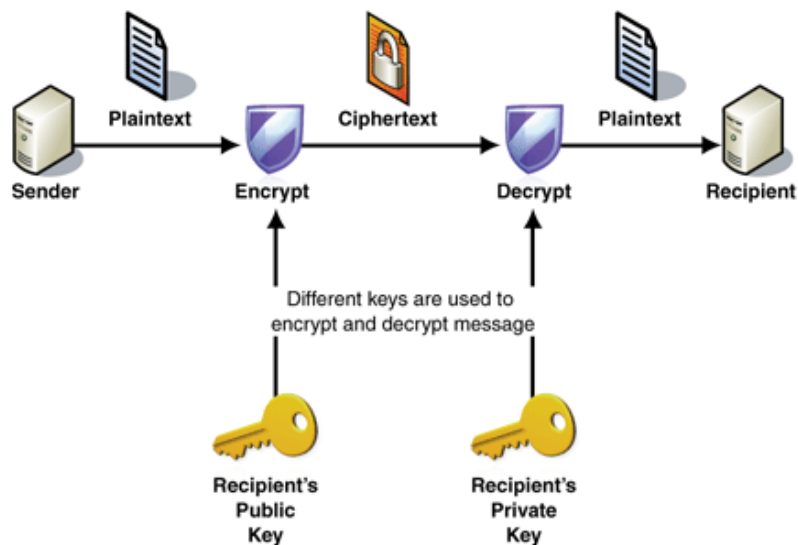 Plaintext
Ciphertext
Plaintext
Sender
Encrypt
Decrypt
Recipient
Different keys are used to
encrypt and decrypt message
Recipient's
Public
Key
Recipient's
Private
Key